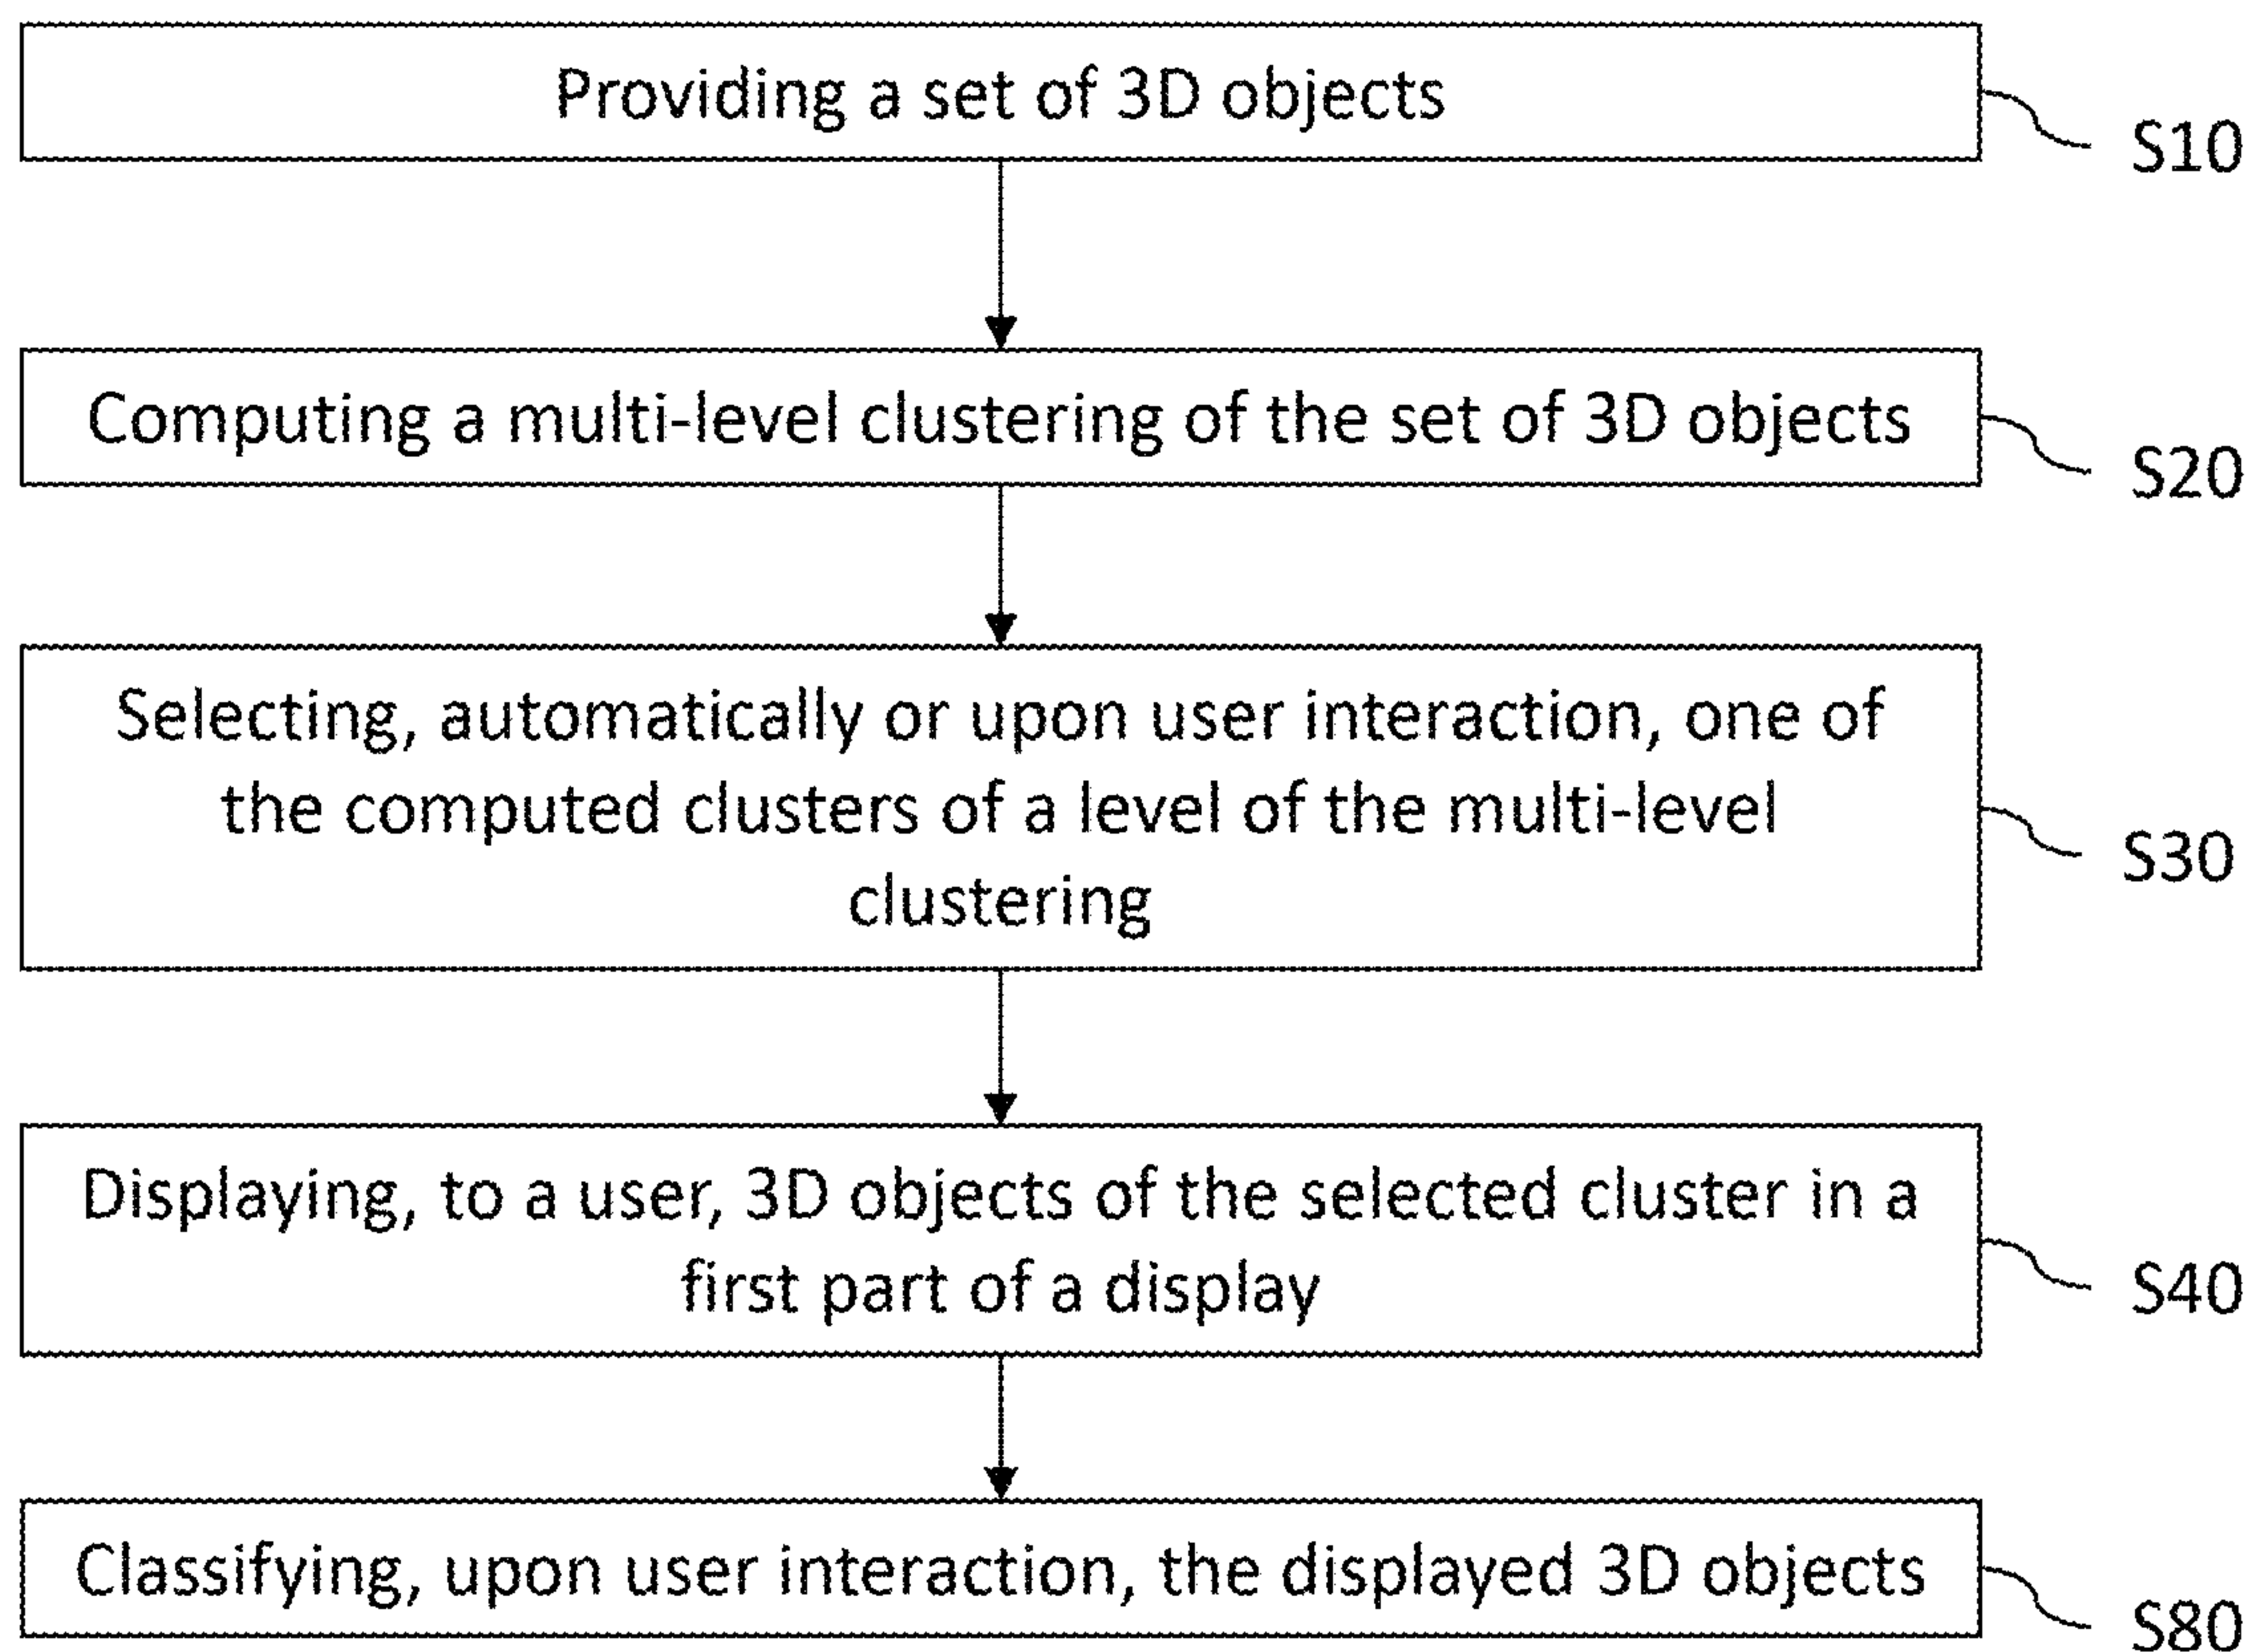 Providing a set of 3D objects
S10
Computing a multi-level clustering of the set of 3D objects
S20
Selecting, automatically or upon user interaction, one of
the computed clusters of a level of the multi-level
clustering
S30
Displaying, to a user, 3D objects of the selected cluster in a
first part of a display
S40
Classifying, upon user interaction, the displayed 3D objects
S80